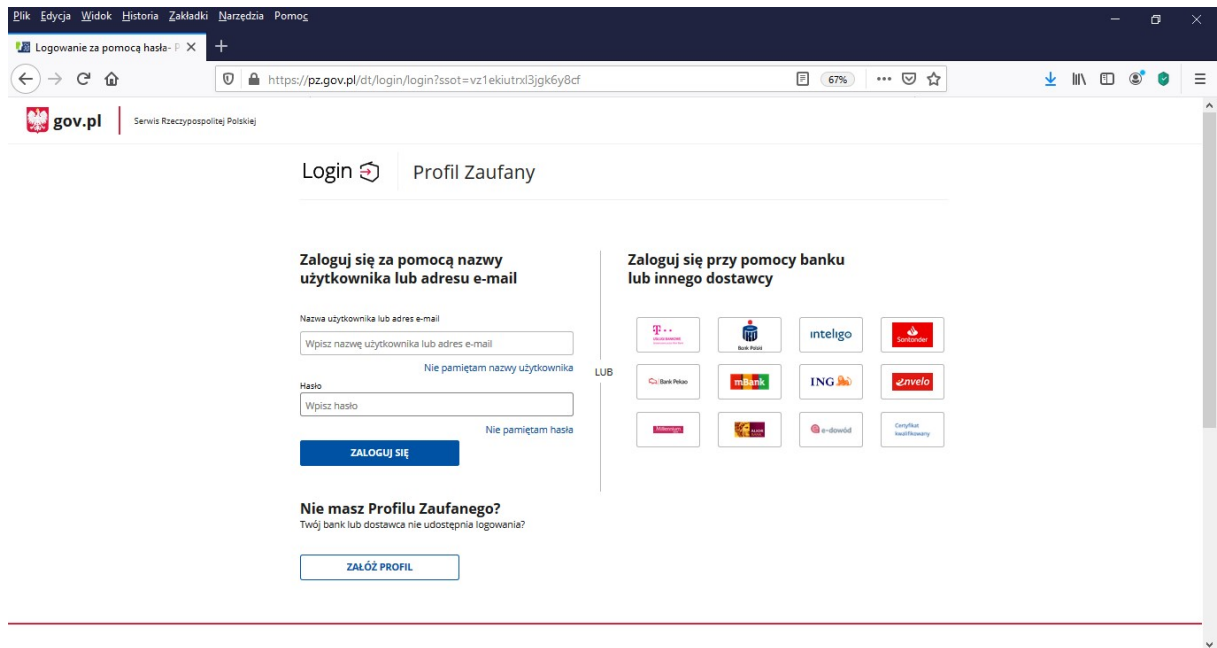 Plik Edycja Widok Historia Zakładki Narzędzia Pomoc
Logowanie za pomocą hasła- P
https://pz.gov.pl/dt/login/login?ssot=vz1ekiutrxl3jgk6y8cf
67%
gov.pl
Serwis Rzeczypospolitej Polskiej
Login
Profil Zaufany
Zaloguj się za pomocą nazwy
użytkownika lub adresu e-mail
Nazwa użytkownika lub adres e-mail
Wpisz nazwę użytkownika lub adres e-mail
Nie pamiętam nazwy użytkownika
Hasło
Wpisz hasło
Nie pamiętam hasła
ZALOGUJ SIĘ
LUB
Zaloguj się przy pomocy banku
lub innego dostawcy
T
USŁUGI BANKOWE
Bank Polski
inteligo
Santander
Bank Pekao
mBank
ING
envelo
Millennium
ALIOR
e-dowód
Certyfikat
kwalifikowany
Nie masz Profilu Zaufanego?
Twój bank lub dostawca nie udostępnia logowania?
ZAŁÓŻ PROFIL